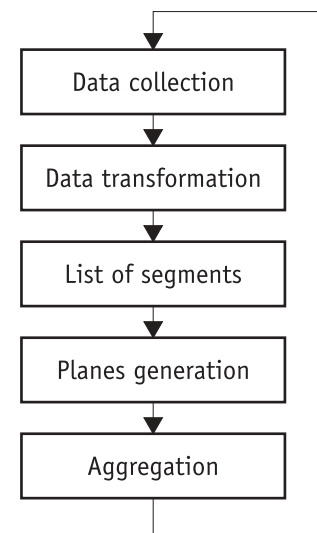 Data collection
Data transformation
List of segments
Planes generation
Aggregation